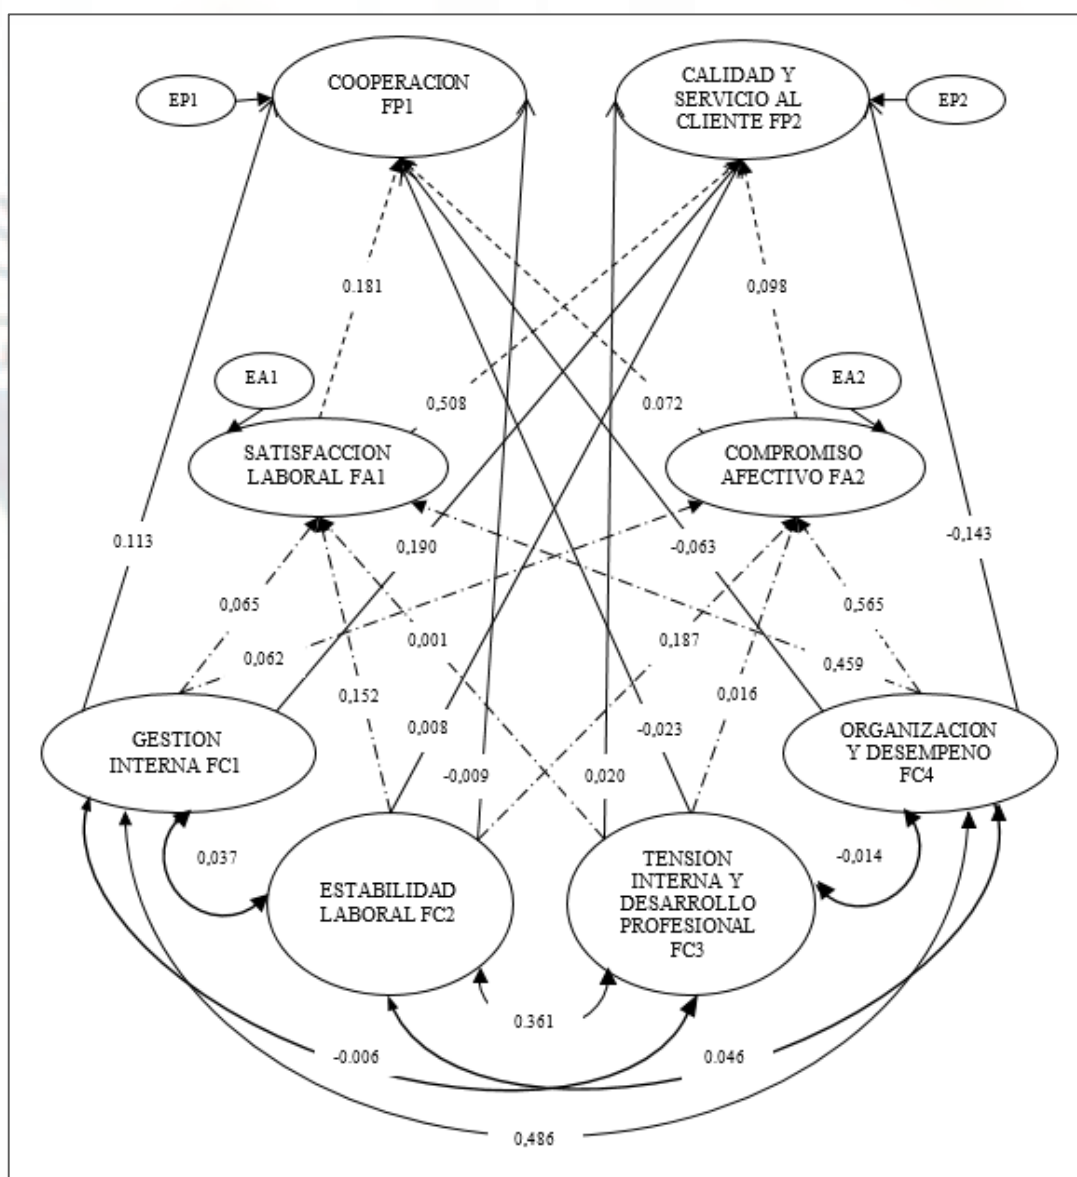 COOPERACION
FP1
CALIDAD Y
SERVICIO AL
CLIENTE FP2
EP1
EP2
0.181
0,098
EA1
EA2
0,508
0.072
SATISFACCION
LABORAL FA1
COMPROMISO
AFECTIVO FA2
0.113
0,190
-0,063
-0,143
0,065
0,565
0,001
0,187
0,062
0,459
0,152
0,016
0,008
-0,023
GESTION
INTERNA FC1
ORGANIZACION
Y DESEMPENO
FC4
-0,009
0,020
0,037
-0,014
ESTABILIDAD
LABORAL FC2
TENSION
INTERNA Y
DESARROLLO
PROFESIONAL
FC3
0.361
-0.006
0.046
0,486